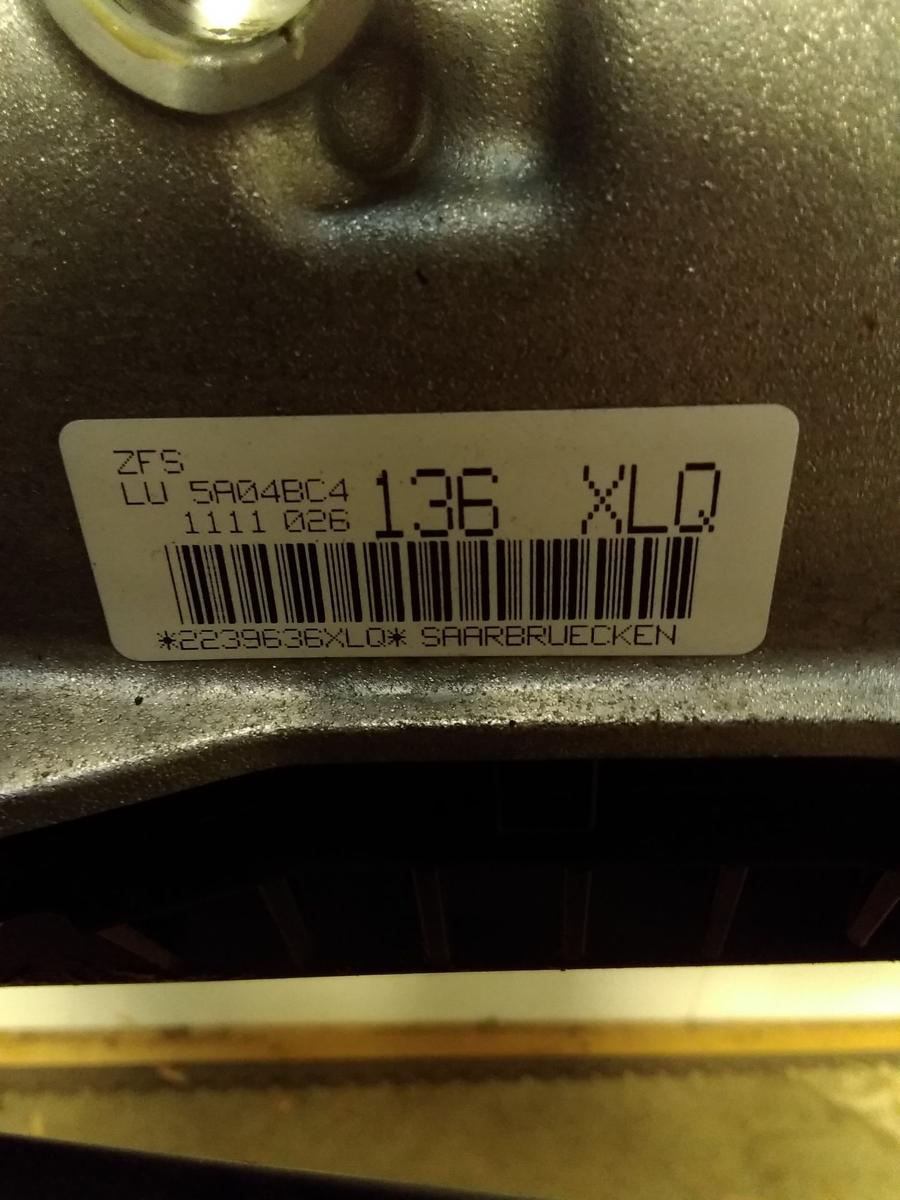 ZFS
LU 5A04BC4 136 XLQ
1111 026
*2239636XLQ* SAARBRUECKEN